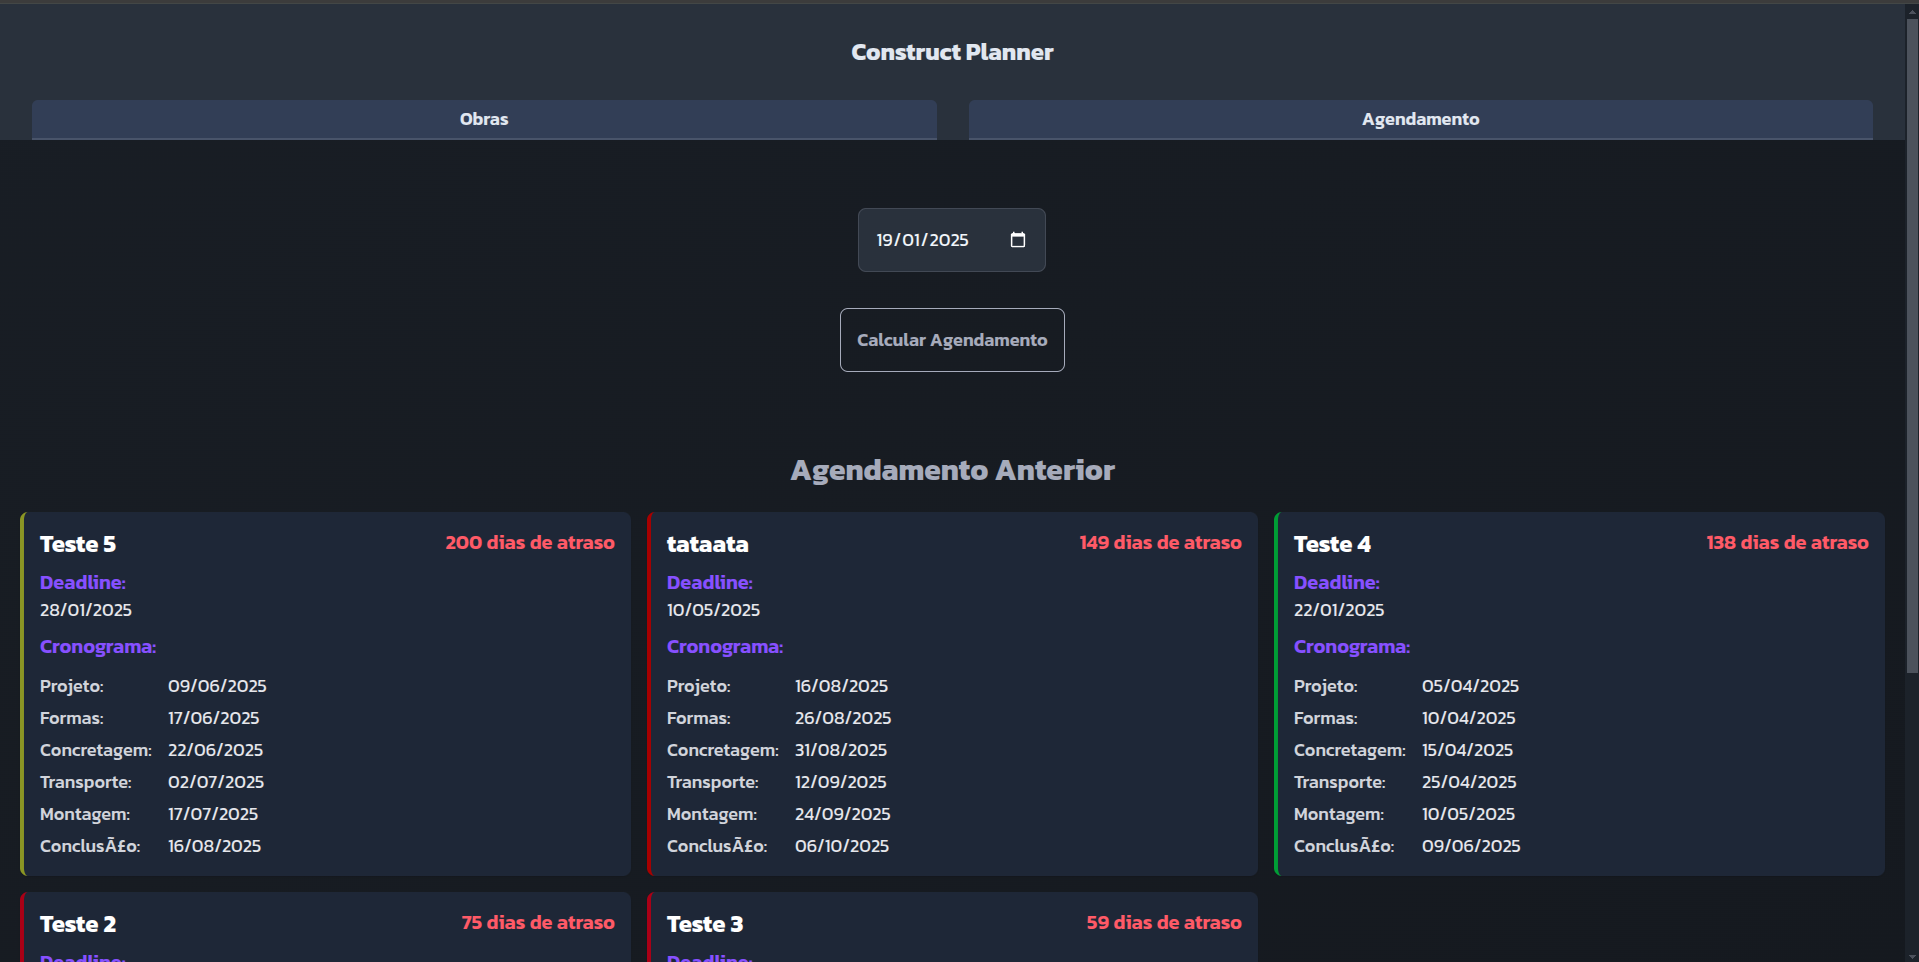 Construct Planner
Obras
Agendamento
19/01/2025
Calcular Agendamento
Agendamento Anterior
Teste 5
200 dias de atraso
Deadline:
28/01/2025
Cronograma:
Projeto: 09/06/2025
Formas: 17/06/2025
Concretagem: 22/06/2025
Transporte: 02/07/2025
Montagem: 17/07/2025
ConclusÃ£o: 16/08/2025
tataata
149 dias de atraso
Deadline:
10/05/2025
Cronograma:
Projeto: 16/08/2025
Formas: 26/08/2025
Concretagem: 31/08/2025
Transporte: 12/09/2025
Montagem: 24/09/2025
ConclusÃ£o: 06/10/2025
Teste 4
138 dias de atraso
Deadline:
22/01/2025
Cronograma:
Projeto: 05/04/2025
Formas: 10/04/2025
Concretagem: 15/04/2025
Transporte: 25/04/2025
Montagem: 10/05/2025
ConclusÃ£o: 09/06/2025
Teste 2
75 dias de atraso
Deadline:
Teste 3
59 dias de atraso
Deadline: